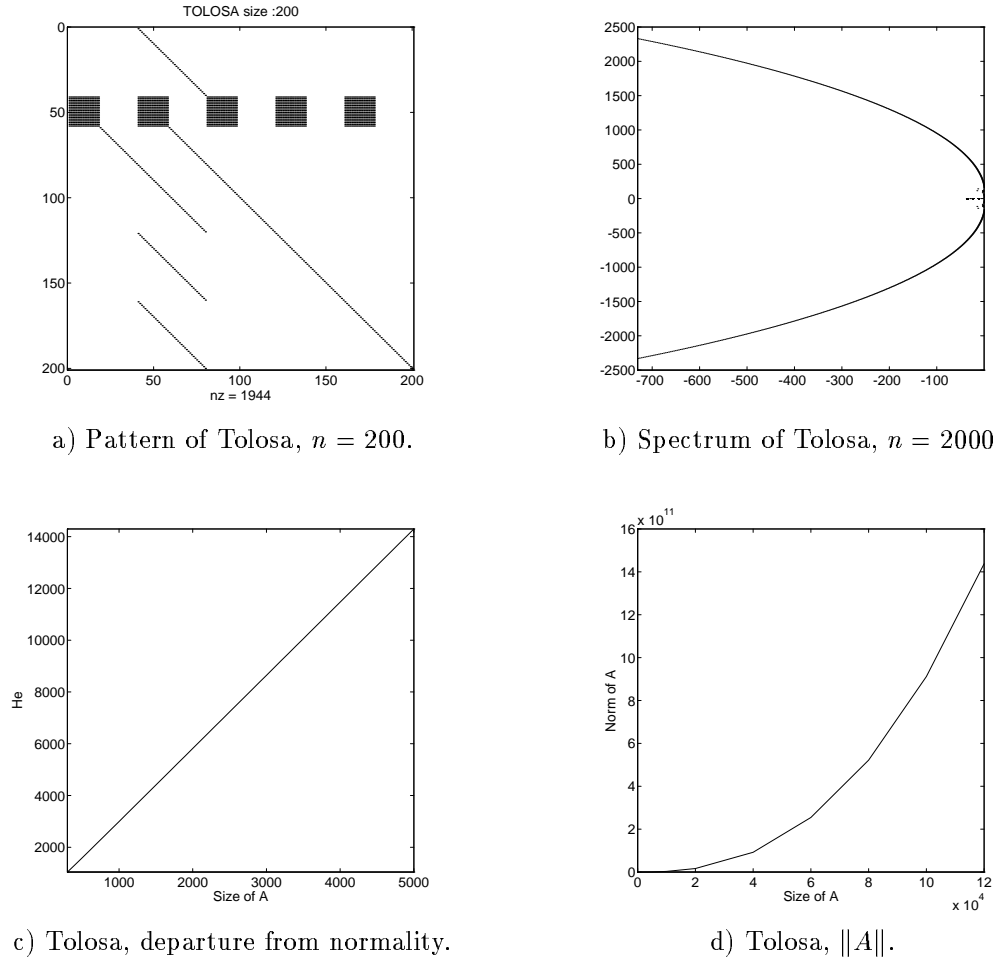 TOLOSA size :200
0
50
100
150
200
0 50 100 150 200
nz = 1944
a) Pattern of Tolosa, n = 200.
2500
2000
1500
1000
500
0
-500
-1000
-1500
-2000
-2500
-700 -600 -500 -400 -300 -200 -100
b) Spectrum of Tolosa, n = 2000
14000
12000
10000
8000
6000
4000
2000
He
1000 2000 3000 4000 5000
Size of A
c) Tolosa, departure from normality.
x 10^11
16
14
12
10
8
6
4
2
0
Norm of A
0 2 4 6 8 10 12
Size of A
x 10^4
d) Tolosa, ‖A‖.